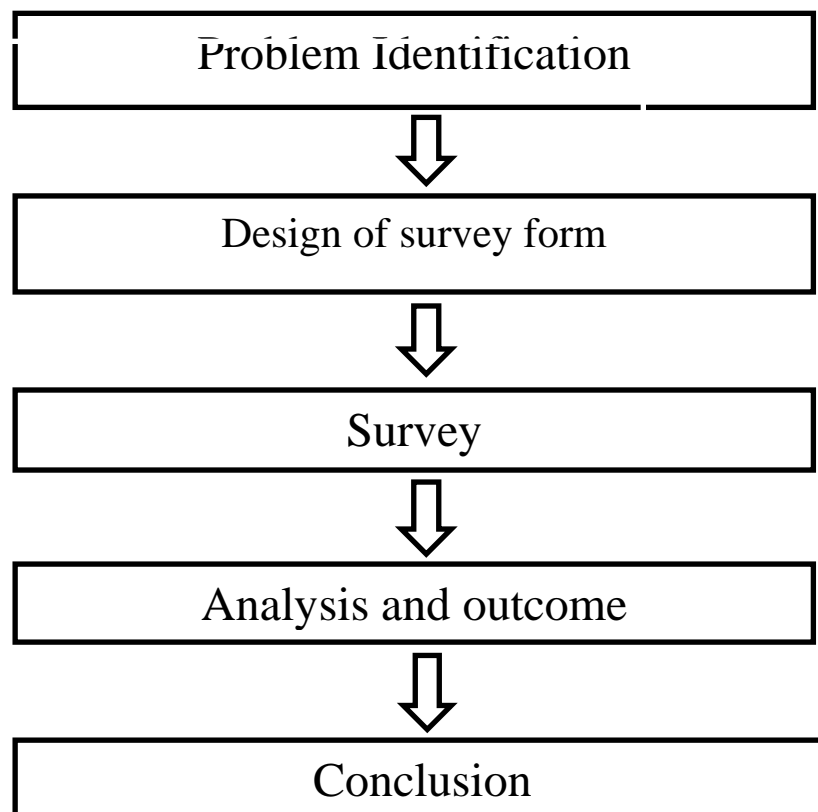 Problem Identification
Design of survey form
Survey
Analysis and outcome
Conclusion